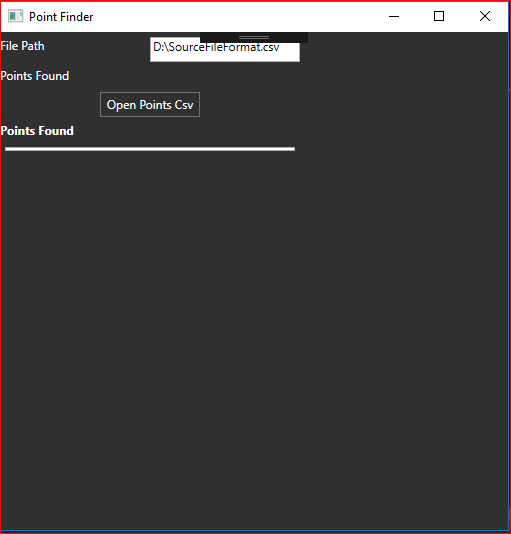 Point Finder
File Path
D:\SourceFileFormat.csv
Points Found
Open Points Csv
Points Found